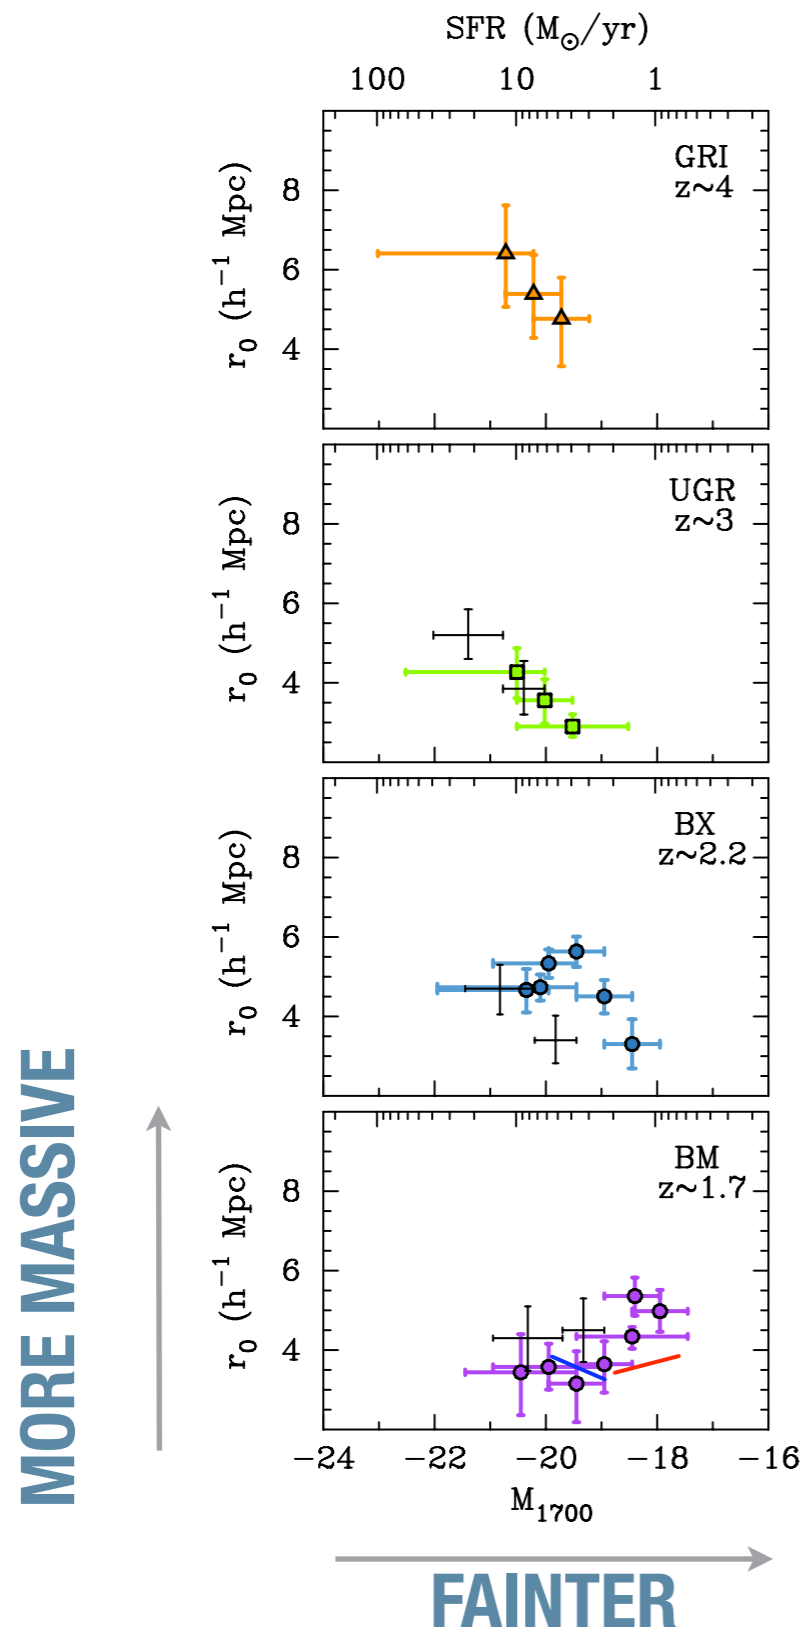 SFR (M☉/yr)
100 10 1
GRI
z~4
8
6
4
r₀ (h⁻¹ Mpc)
UGR
z~3
8
6
4
r₀ (h⁻¹ Mpc)
BX
z~2.2
8
6
4
r₀ (h⁻¹ Mpc)
BM
z~1.7
8
6
4
r₀ (h⁻¹ Mpc)
−24 −22 −20 −18 −16
M₁₇₀₀
MORE MASSIVE
FAINTER